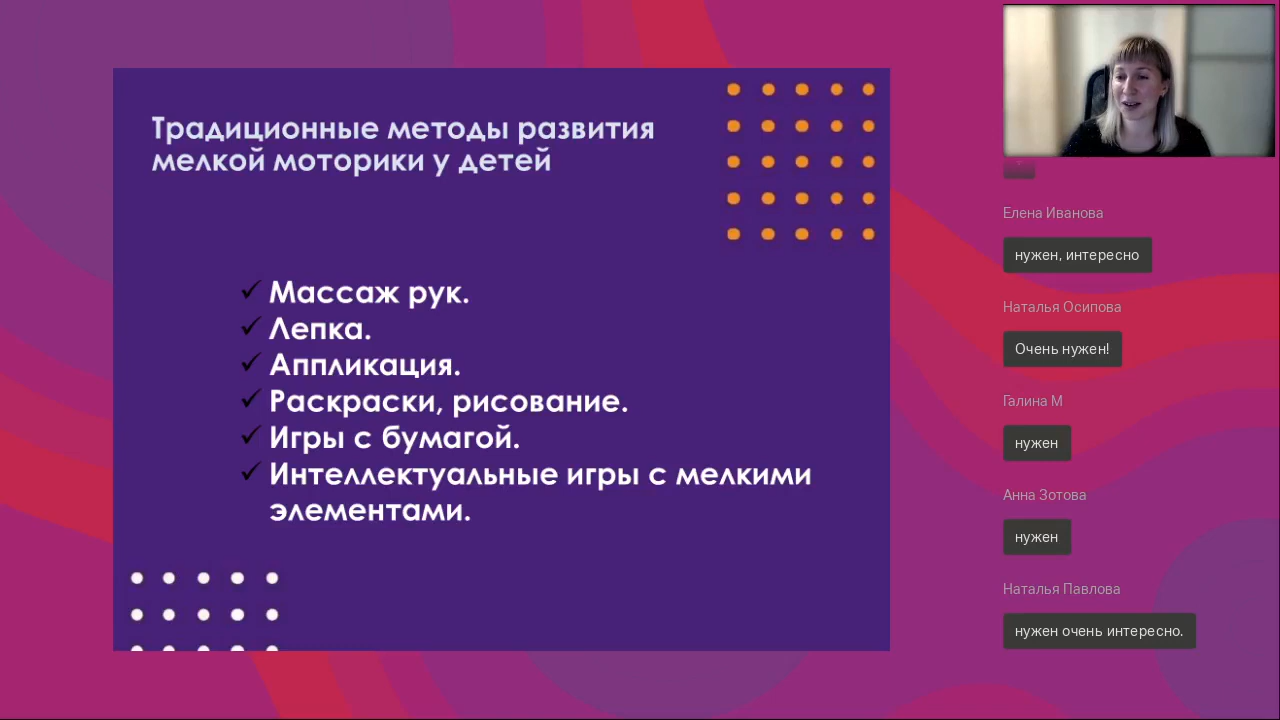 Традиционные методы развития
мелкой моторики у детей
Массаж рук.
Лепка.
Аппликация.
Раскраски, рисование.
Игры с бумагой.
Интеллектуальные игры с мелкими
элементами.
Елена Иванова
нужен, интересно
Наталья Осипова
Очень нужен!
Галина М
нужен
Анна Зотова
нужен
Наталья Павлова
нужен очень интересно.